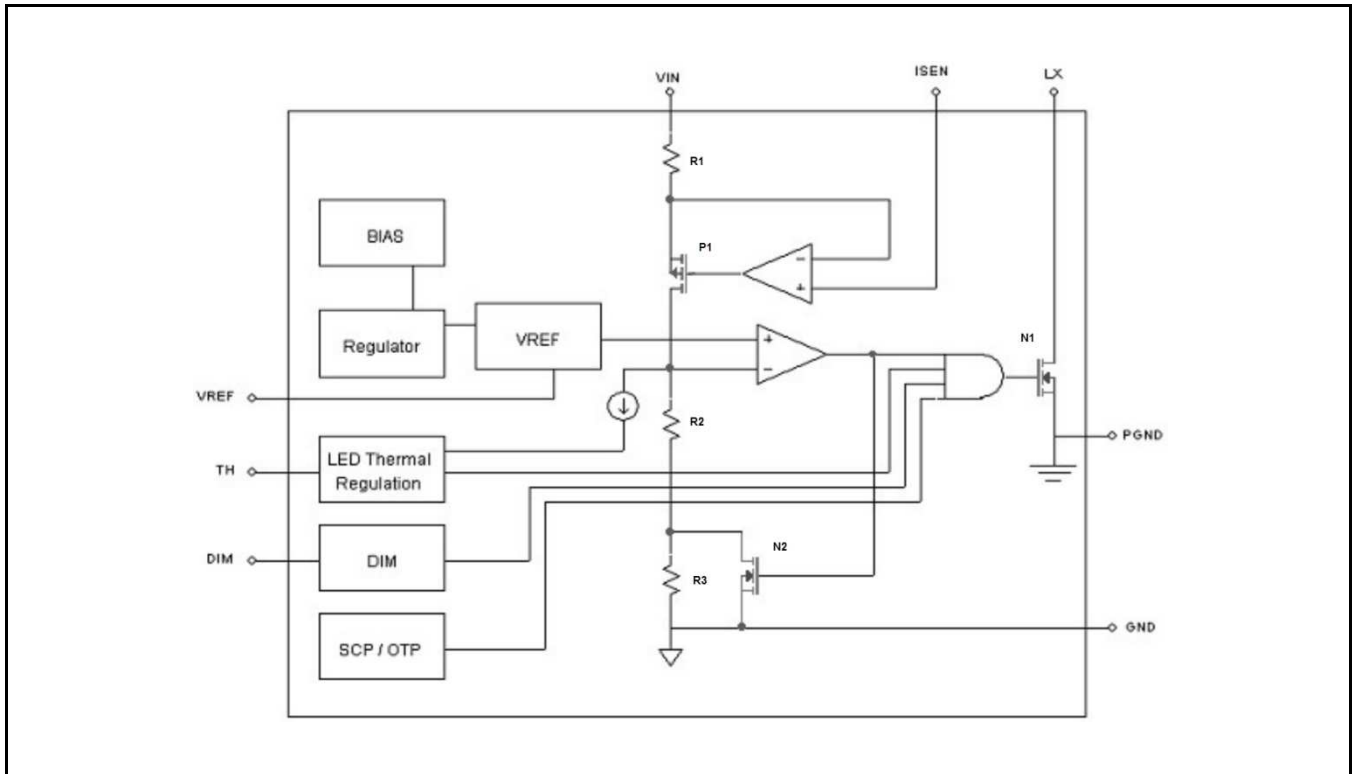 VIN
ISEN
LX
R1
BIAS
P1
-
+
Regulator
VREF
+
-
N1
VREF
R2
PGND
TH
LED Thermal
Regulation
DIM
DIM
N2
R3
GND
SCP / OTP